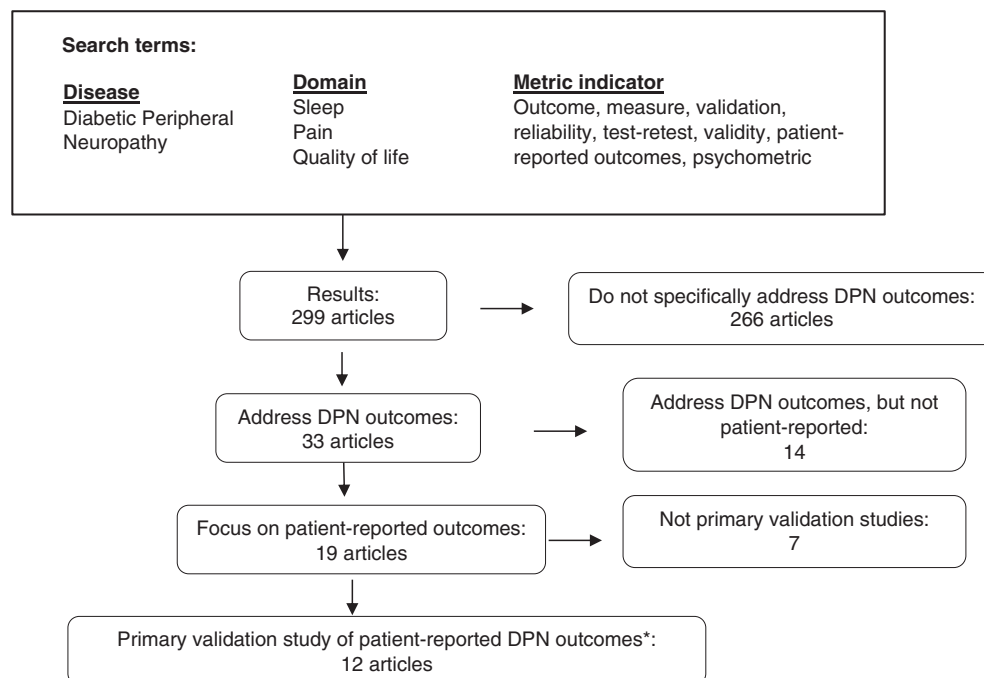 Search terms:
Disease
Diabetic Peripheral
Neuropathy
Domain
Sleep
Pain
Quality of life
Metric indicator
Outcome, measure, validation,
reliability, test-retest, validity, patient-
reported outcomes, psychometric
Results:
299 articles
Do not specifically address DPN outcomes:
266 articles
Address DPN outcomes:
33 articles
Address DPN outcomes, but not
patient-reported:
14
Focus on patient-reported outcomes:
19 articles
Not primary validation studies:
7
Primary validation study of patient-reported DPN outcomes*:
12 articles